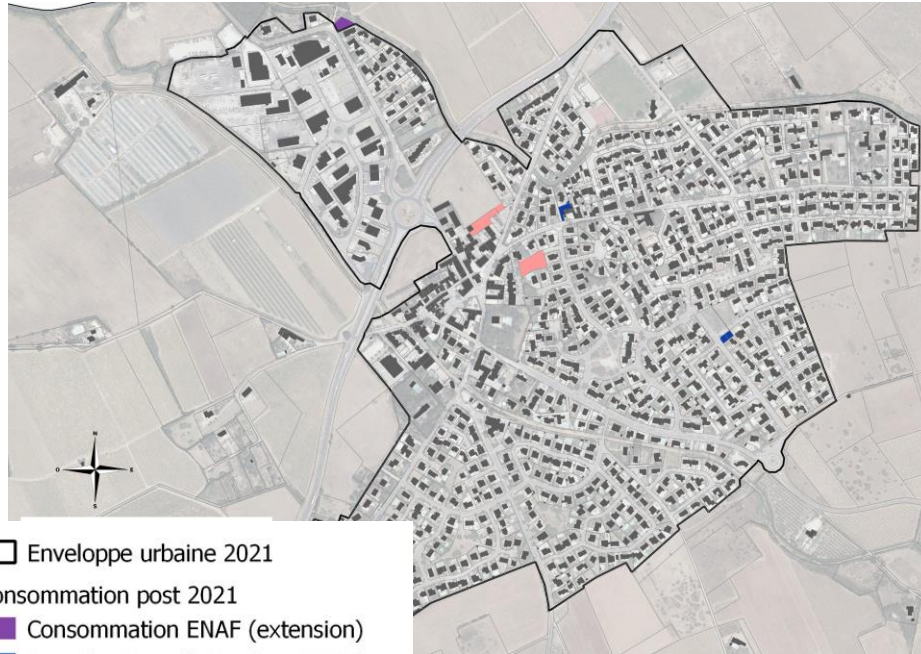 N
O E
S
Enveloppe urbaine 2021
onsommation post 2021
Consommation ENAF (extension)